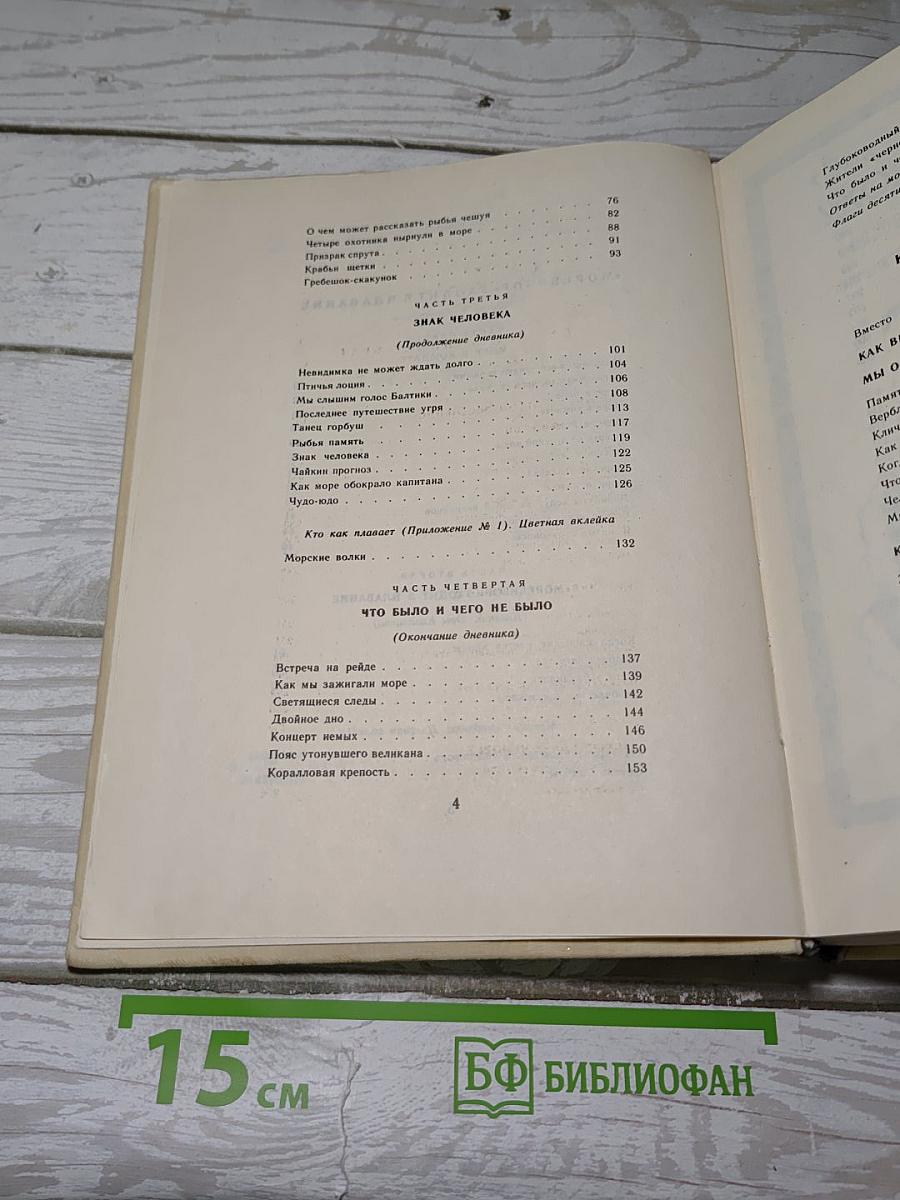 О чем может рассказать рыбья чешуя . . . . . . . 76
Четыре охотника нырнули в море . . . . . . . . 82
Призрак спрута . . . . . . . . . . . . . . 88
Крабьи щетки . . . . . . . . . . . . . . 91
Гребешок-скакунок . . . . . . . . . . . . . 93
ЧАСТЬ ТРЕТЬЯ
ЗНАК ЧЕЛОВЕКА
(Продолжение дневника)
Невидимка не может ждать долго . . . . . . . . 101
Птичья лоция . . . . . . . . . . . . . . 104
Мы слышим голос Балтики . . . . . . . . . . 106
Последнее путешествие угря . . . . . . . . . . 108
Танец горбуш . . . . . . . . . . . . . . 113
Рыбья память . . . . . . . . . . . . . . 117
Знак человека . . . . . . . . . . . . . . 119
Чайкин прогноз . . . . . . . . . . . . . . 122
Как море обокрало капитана . . . . . . . . . . 125
Чудо-юдо . . . . . . . . . . . . . . . . 126
Кто как плавает (Приложение № 1). Цветная вклейка
Морские волки . . . . . . . . . . . . . . 132
ЧАСТЬ ЧЕТВЕРТАЯ
ЧТО БЫЛО И ЧЕГО НЕ БЫЛО
(Окончание дневника)
Встреча на рейде . . . . . . . . . . . . . 137
Как мы зажигали море . . . . . . . . . . . 139
Светящиеся следы . . . . . . . . . . . . . 142
Двойное дно . . . . . . . . . . . . . . . 144
Концерт немых . . . . . . . . . . . . . . 146
Пояс утонувшего великана . . . . . . . . . . 150
Коралловая крепость . . . . . . . . . . . . 153
4
Глубоководный
Жители
Что было и
Ответы на
Флаги
Вместо
КАК
МЫ
Как
Что
15 см
БФ БИБЛИОФАН